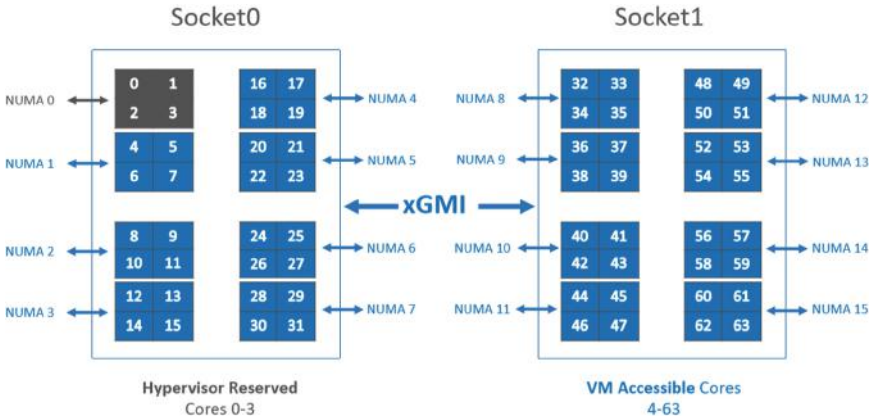 Socket0
Socket1
NUMA 0
0 1
2 3
16 17
18 19
NUMA 4
NUMA 1
4 5
6 7
20 21
22 23
NUMA 5
NUMA 2
8 9
10 11
24 25
26 27
NUMA 6
NUMA 3
12 13
14 15
28 29
30 31
NUMA 7
xGMI
NUMA 8
32 33
34 35
48 49
50 51
NUMA 12
NUMA 9
36 37
38 39
52 53
54 55
NUMA 13
NUMA 10
40 41
42 43
56 57
58 59
NUMA 14
NUMA 11
44 45
46 47
60 61
62 63
NUMA 15
Hypervisor Reserved
Cores 0-3
VM Accessible Cores
4-63